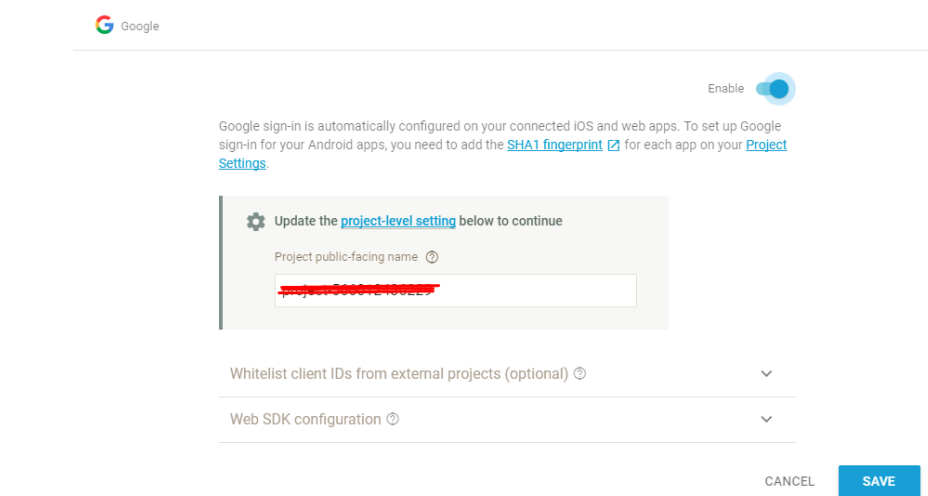 Google
Enable
Google sign-in is automatically configured on your connected iOS and web apps. To set up Google
sign-in for your Android apps, you need to add the SHA1 fingerprint for each app on your Project
Settings.
Update the project-level setting below to continue
Project public-facing name
Whitelist client IDs from external projects (optional)
Web SDK configuration
CANCEL SAVE